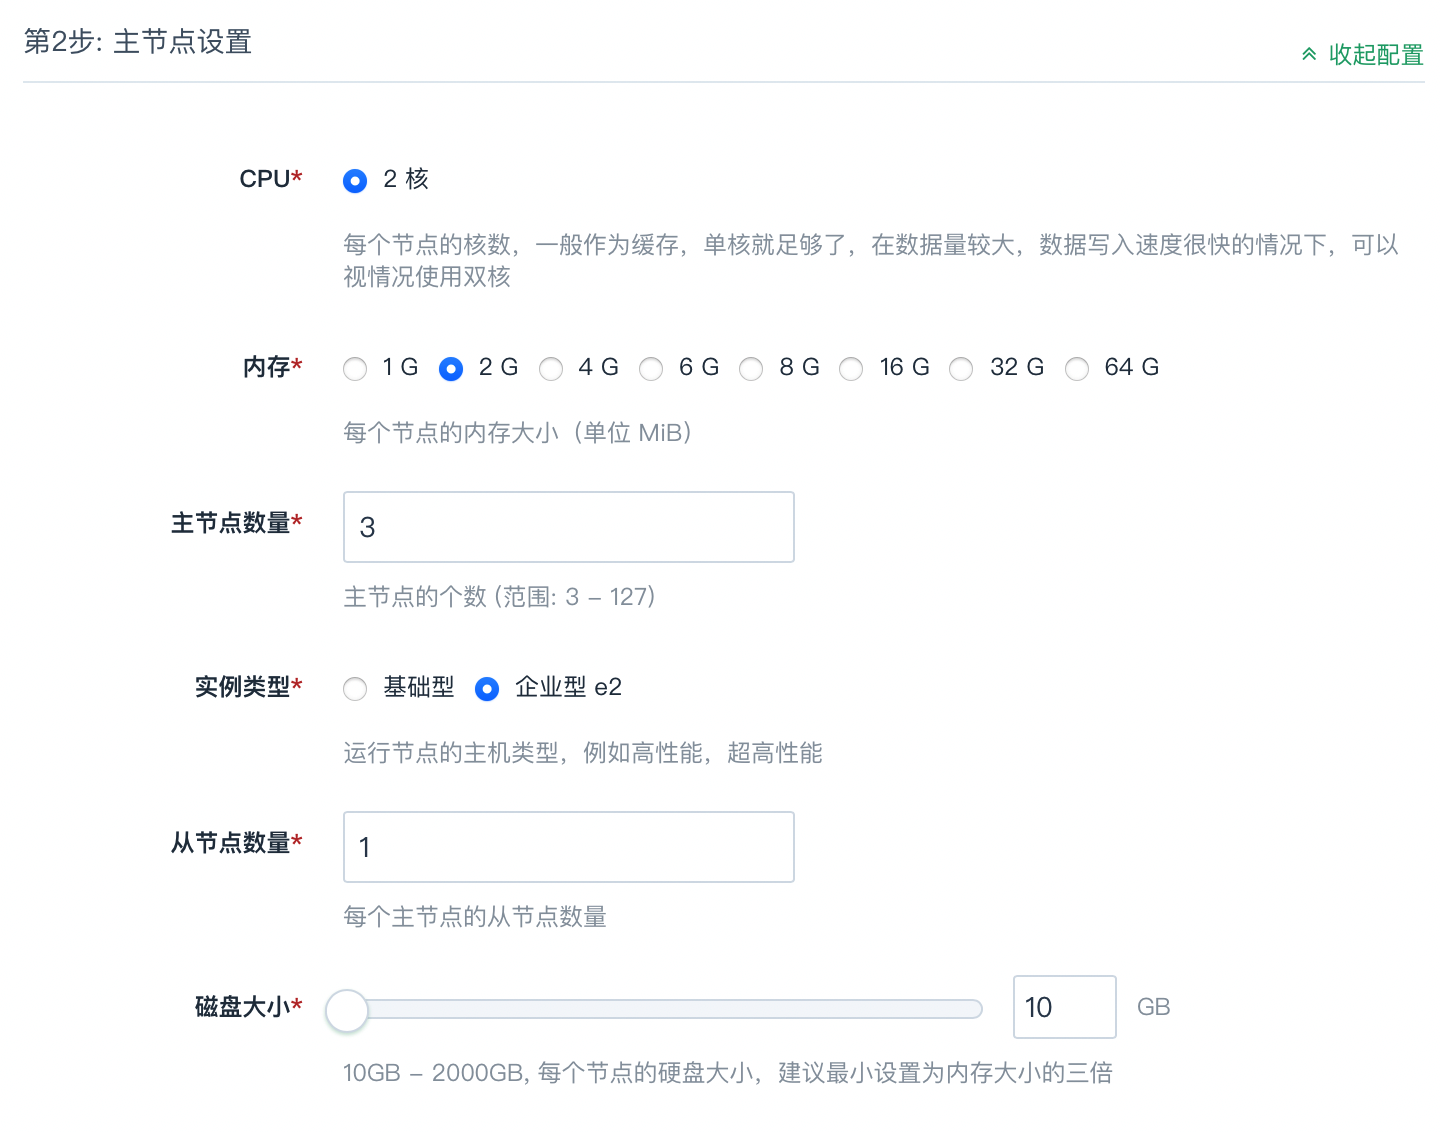 第2步: 主节点设置
收起配置
CPU*
2 核
每个节点的核数，一般作为缓存，单核就足够了，在数据量较大，数据写入速度很快的情况下，可以
视情况使用双核
内存*
1 G 2 G 4 G 6 G 8 G 16 G 32 G 64 G
每个节点的内存大小（单位 MiB）
主节点数量*
3
主节点的个数 (范围: 3 – 127)
实例类型*
基础型 企业型 e2
运行节点的主机类型，例如高性能，超高性能
从节点数量*
1
每个主节点的从节点数量
磁盘大小*
10 GB
10GB – 2000GB, 每个节点的硬盘大小，建议最小设置为内存大小的三倍